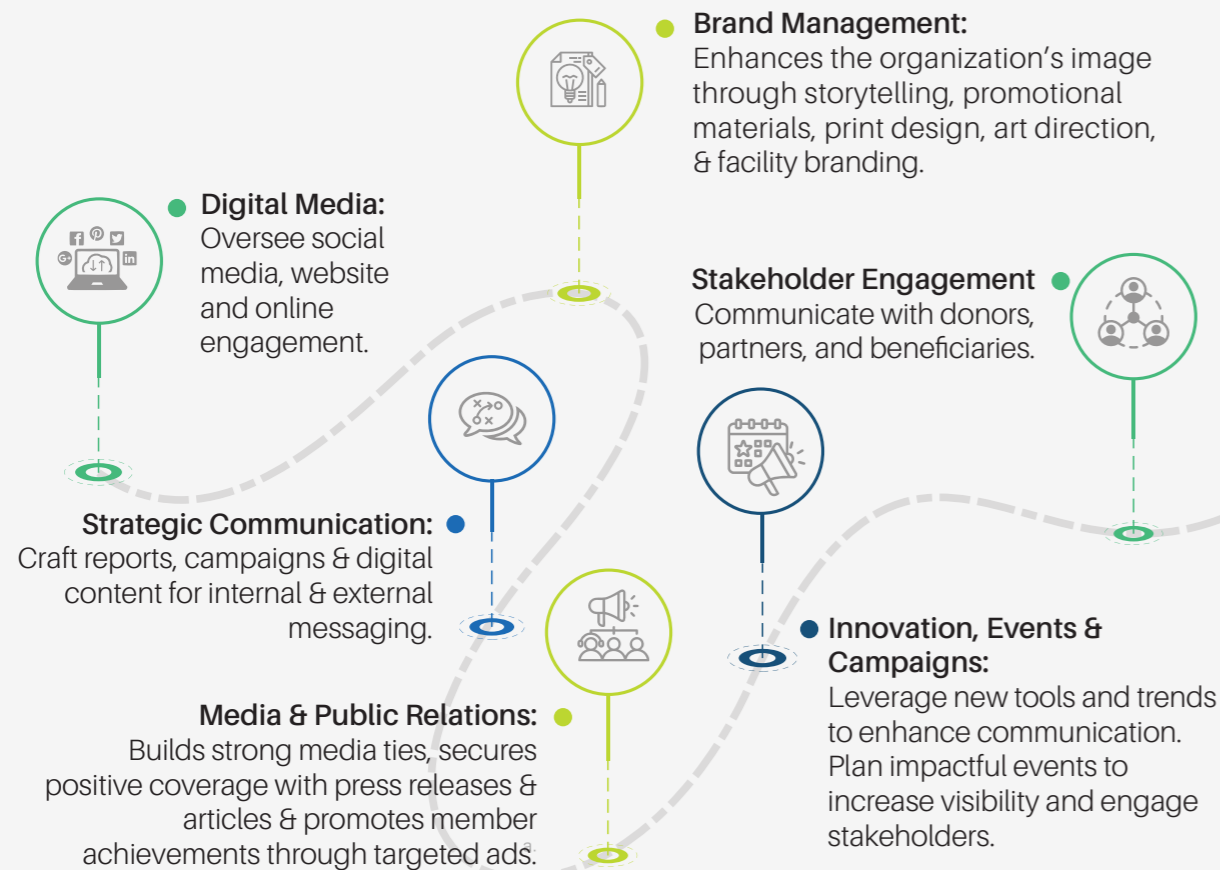 Brand Management:
Enhances the organization’s image
through storytelling, promotional
materials, print design, art direction,
& facility branding.
Digital Media:
Oversee social
media, website
and online
engagement.
Stakeholder Engagement
Communicate with donors,
partners, and beneficiaries.
Strategic Communication:
Craft reports, campaigns & digital
content for internal & external
messaging.
Innovation, Events &
Campaigns:
Leverage new tools and trends
to enhance communication.
Plan impactful events to
increase visibility and engage
stakeholders.
Media & Public Relations:
Builds strong media ties, secures
positive coverage with press releases &
articles & promotes member
achievements through targeted ads.